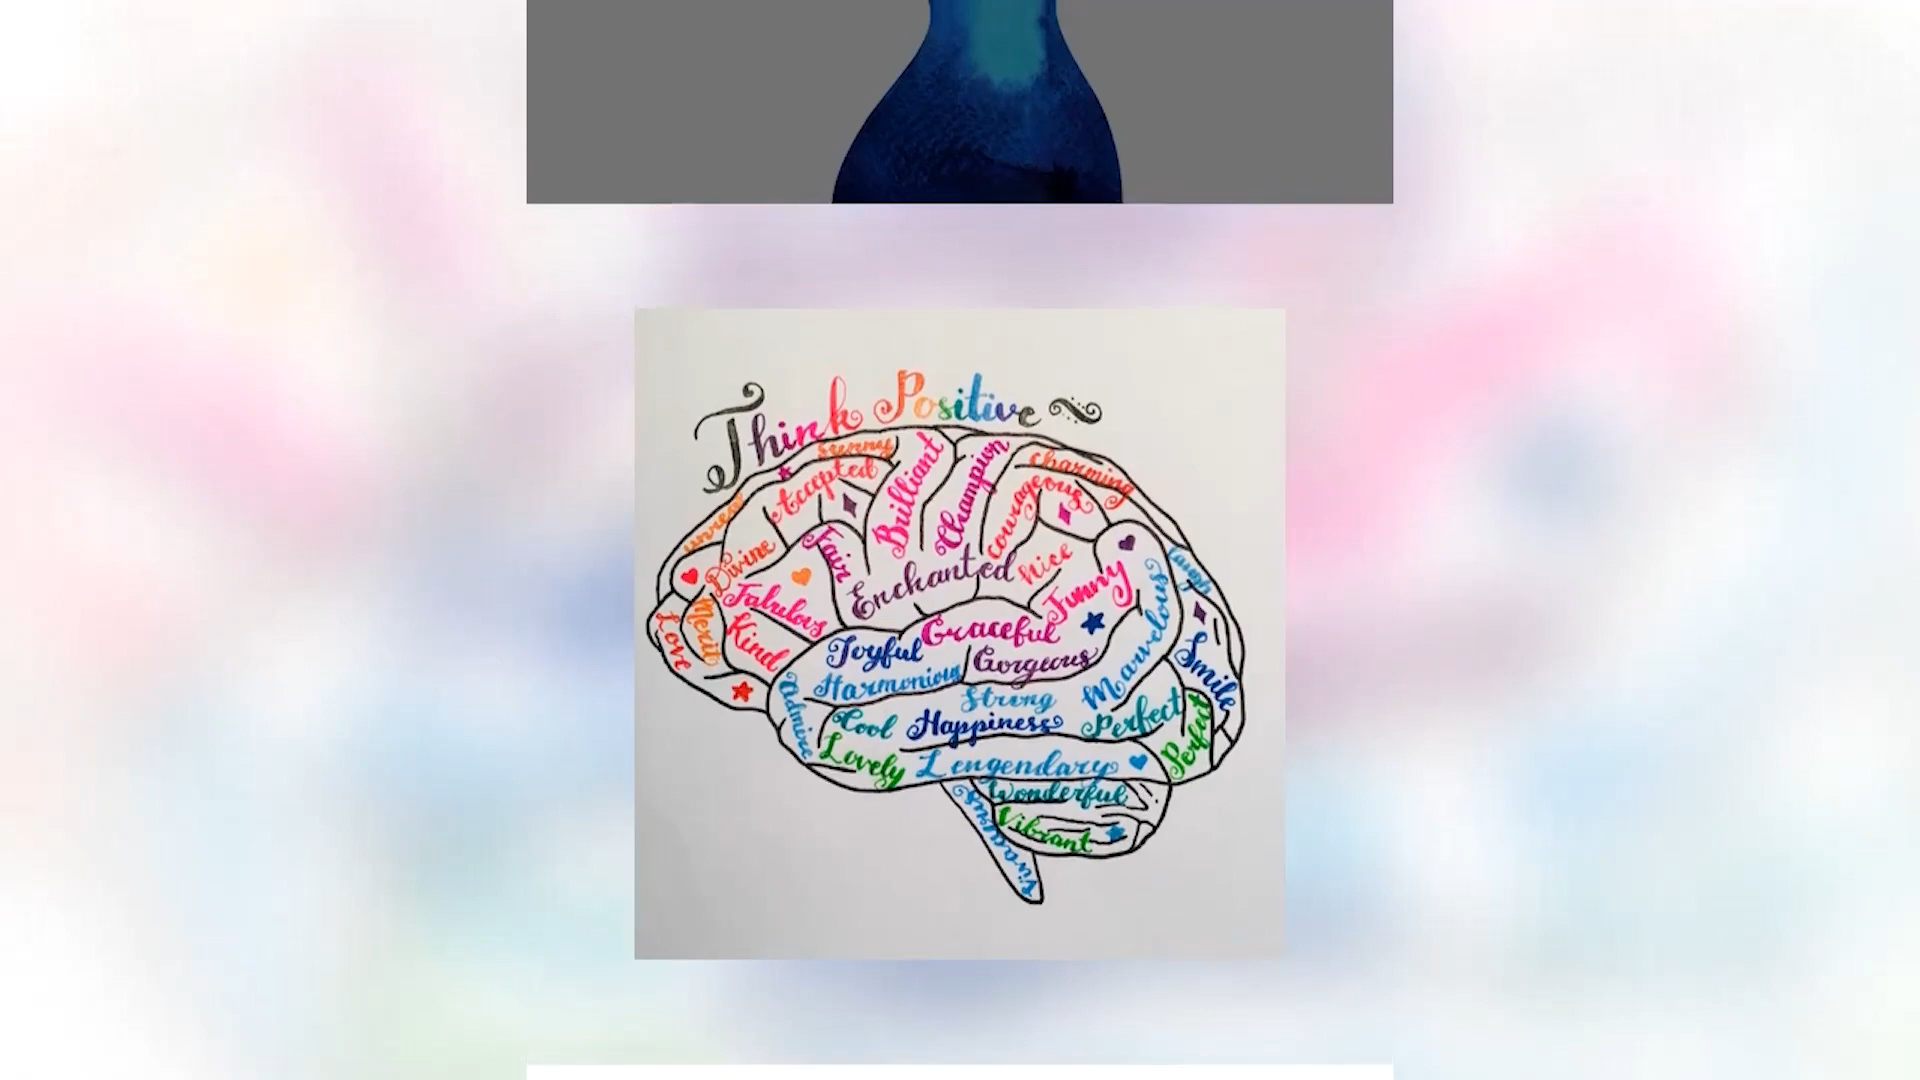 Think Positive
sunny
Accepted
Brilliant
Champion
charming
courageous
unreal
Divine
Fair
Enchanted
nice
Funny
laugh
Fabulous
Love
Merit
Kind
Graceful
Joyful
Gorgeous
Marvelous
Smile
Harmonious
Admire
Strong
Cool
Happiness
Perfect
Perfect
Lovely
Lengendary
Wonderful
Vibrant